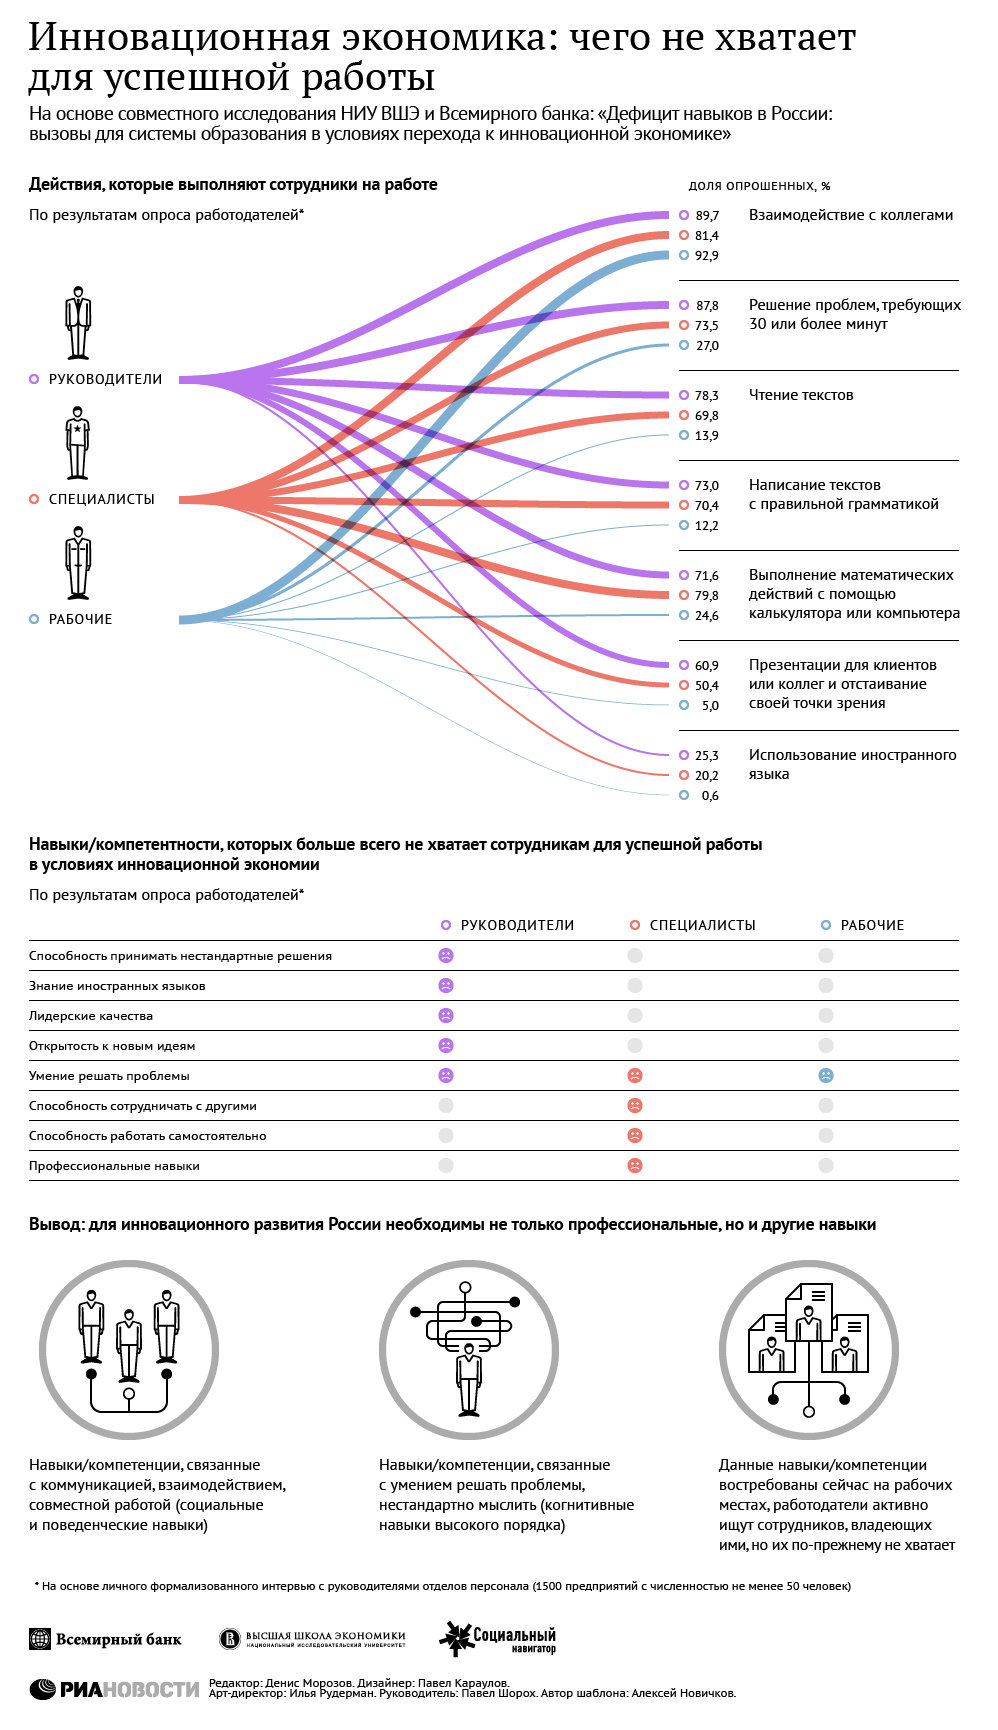 Инновационная экономика: чего не хватает
для успешной работы
На основе совместного исследования НИУ ВШЭ и Всемирного банка: «Дефицит навыков в России:
вызовы для системы образования в условиях перехода к инновационной экономике»
Действия, которые выполняют сотрудники на работе
По результатам опроса работодателей*
ДОЛЯ ОПРОШЕННЫХ, %
РУКОВОДИТЕЛИ
СПЕЦИАЛИСТЫ
РАБОЧИЕ
89,7 Взаимодействие с коллегами
81,4
92,9
87,8 Решение проблем, требующих
73,5 30 или более минут
27,0
78,3 Чтение текстов
69,8
13,9
73,0 Написание текстов
70,4 с правильной грамматикой
12,2
71,6 Выполнение математических
79,8 действий с помощью
24,6 калькулятора или компьютера
60,9 Презентации для клиентов
50,4 или коллег и отстаивание
5,0 своей точки зрения
25,3 Использование иностранного
20,2 языка
0,6
Навыки/компетентности, которых больше всего не хватает сотрудникам для успешной работы
в условиях инновационной экономии
По результатам опроса работодателей*
РУКОВОДИТЕЛИ СПЕЦИАЛИСТЫ РАБОЧИЕ
Способность принимать нестандартные решения
Знание иностранных языков
Лидерские качества
Открытость к новым идеям
Умение решать проблемы
Способность сотрудничать с другими
Способность работать самостоятельно
Профессиональные навыки
Вывод: для инновационного развития России необходимы не только профессиональные, но и другие навыки
Навыки/компетенции, связанные
с коммуникацией, взаимодействием,
совместной работой (социальные
и поведенческие навыки)
Навыки/компетенции, связанные
с умением решать проблемы,
нестандартно мыслить (когнитивные
навыки высокого порядка)
Данные навыки/компетенции
востребованы сейчас на рабочих
местах, работодатели активно
ищут сотрудников, владеющих
ими, но их по-прежнему не хватает
* На основе личного формализованного интервью с руководителями отделов персонала (1500 предприятий с численностью не менее 50 человек)
Всемирный банк
ВЫСШАЯ ШКОЛА ЭКОНОМИКИ
НАЦИОНАЛЬНЫЙ ИССЛЕДОВАТЕЛЬСКИЙ УНИВЕРСИТЕТ
Социальный
навигатор
РИАНОВОСТИ
Редактор: Денис Морозов. Дизайнер: Павел Караулов.
Арт-директор: Илья Рудерман. Руководитель: Павел Шорох. Автор шаблона: Алексей Новичков.